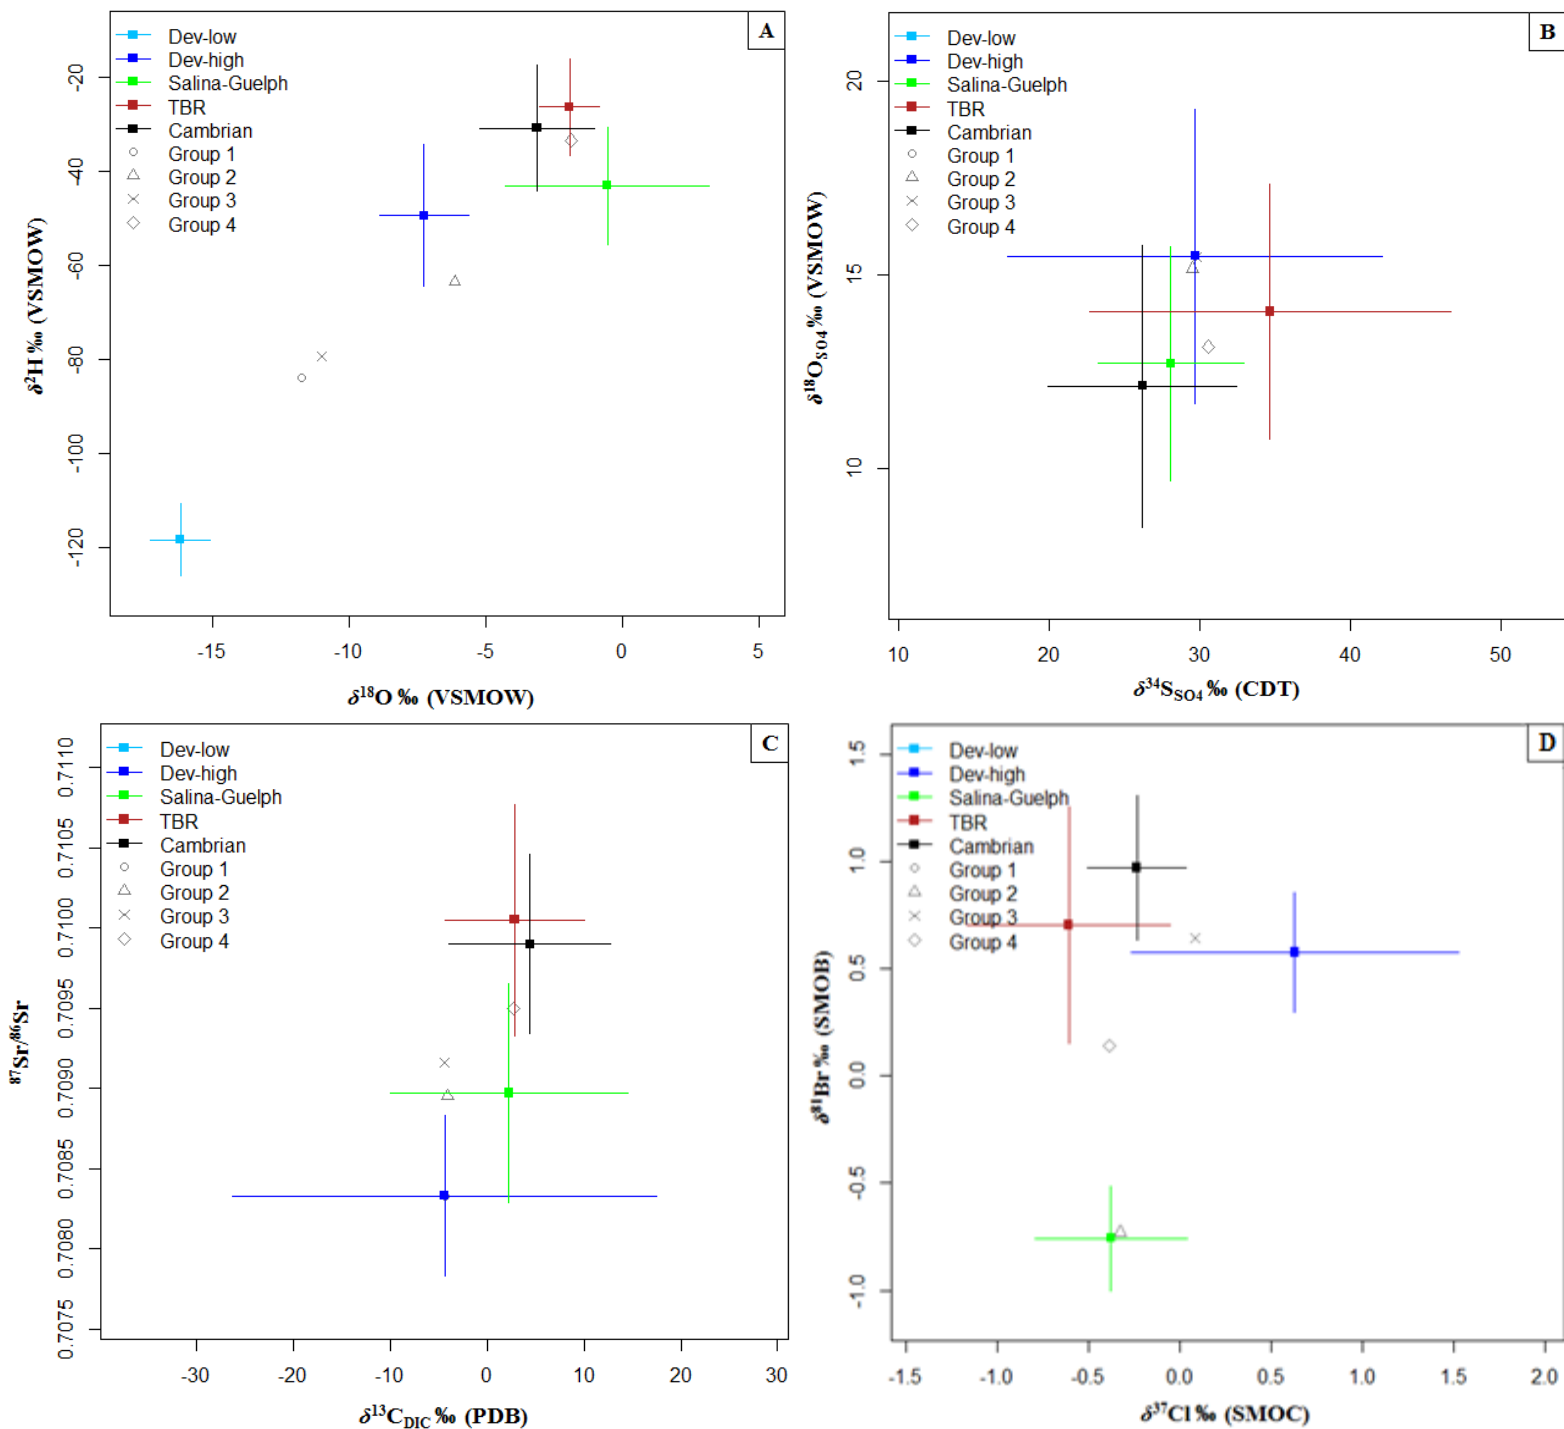 A
Dev-low
Dev-high
Salina-Guelph
TBR
Cambrian
Group 1
Group 2
Group 3
Group 4
-20
-40
-60
-80
-100
-120
δ²H ‰ (VSMOW)
-15 -10 -5 0 5
δ¹⁸O ‰ (VSMOW)
B
Dev-low
Dev-high
Salina-Guelph
TBR
Cambrian
Group 1
Group 2
Group 3
Group 4
20
15
10
δ¹⁸O_SO4 ‰ (VSMOW)
10 20 30 40 50
δ³⁴S_SO4 ‰ (CDT)
C
Dev-low
Dev-high
Salina-Guelph
TBR
Cambrian
Group 1
Group 2
Group 3
Group 4
0.7110
0.7105
0.7100
0.7095
0.7090
0.7085
0.7080
0.7075
⁸⁷Sr/⁸⁶Sr
-30 -20 -10 0 10 20 30
δ¹³C_DIC ‰ (PDB)
D
Dev-low
Dev-high
Salina-Guelph
TBR
Cambrian
Group 1
Group 2
Group 3
Group 4
1.5
1.0
0.5
0.0
-0.5
-1.0
δ⁸¹Br ‰ (SMOB)
-1.5 -1.0 -0.5 0.0 0.5 1.0 1.5 2.0
δ³⁷Cl ‰ (SMOC)